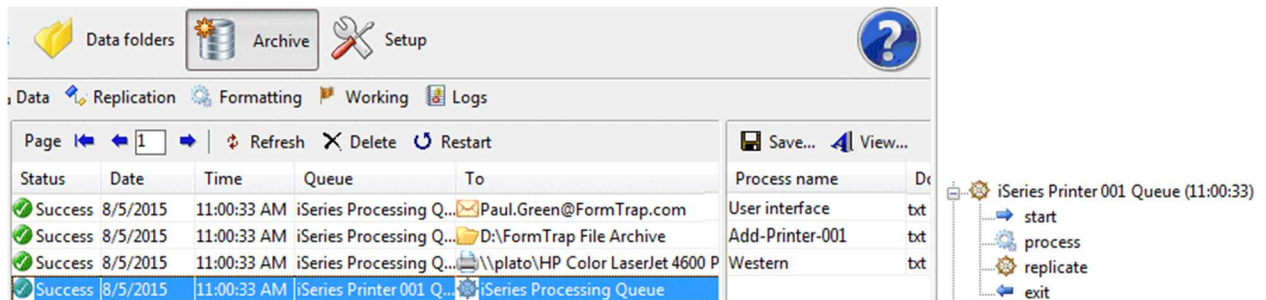 Data folders Archive Setup
Data Replication Formatting Working Logs
Page 1 Refresh Delete Restart Save... View...
Status Date Time Queue To Process name
Success 8/5/2015 11:00:33 AM iSeries Processing Q... Paul.Green@FormTrap.com User interface txt
Success 8/5/2015 11:00:33 AM iSeries Processing Q... D:\FormTrap File Archive Add-Printer-001 txt
Success 8/5/2015 11:00:33 AM iSeries Processing Q... \\plato\HP Color LaserJet 4600 P Western txt
Success 8/5/2015 11:00:33 AM iSeries Printer 001 Q... iSeries Processing Queue
iSeries Printer 001 Queue (11:00:33)
start
process
replicate
exit